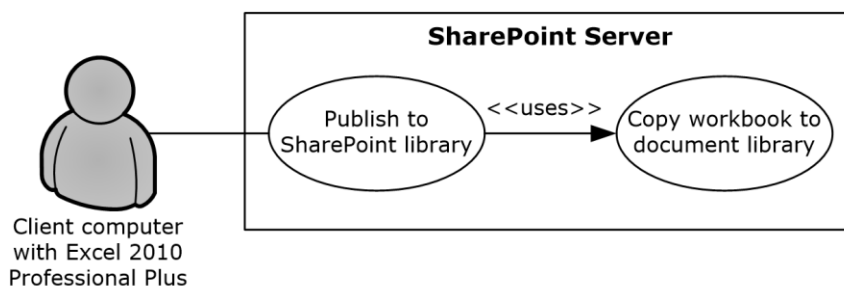 SharePoint Server
Publish to
SharePoint library
<<uses>>
Copy workbook to
document library
Client computer
with Excel 2010
Professional Plus